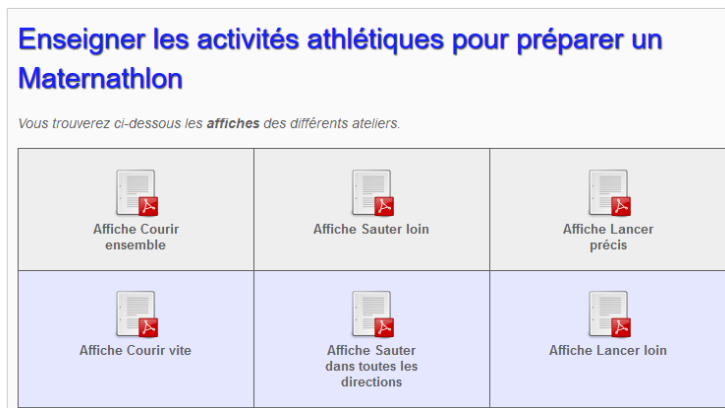 Enseigner les activités athlétiques pour préparer un
Maternathlon
Vous trouverez ci-dessous les affiches des différents ateliers.
Affiche Courir
ensemble
Affiche Sauter loin
Affiche Lancer
précis
Affiche Courir vite
Affiche Sauter
dans toutes les
directions
Affiche Lancer loin